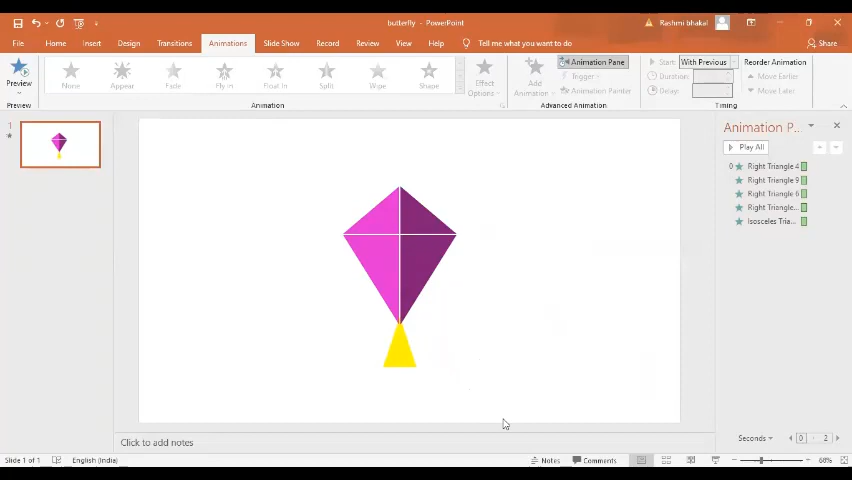 butterfly - PowerPoint
Rashmi bhakal
File Home Insert Design Transitions Animations Slide Show Record Review View Help Tell me what you want to do Share
Preview
None Appear Fade Fly In Float In Split Wipe Shape
Effect Options
Add Animation
Animation Pane
Trigger
Animation Painter
Start: With Previous
Duration:
Delay:
Reorder Animation
Move Earlier
Move Later
Preview Animation Advanced Animation Timing
1
Animation P...
Play All
0 Right Triangle 4
Right Triangle 9
Right Triangle 6
Right Triangle...
Isosceles Tria...
Seconds 0 2
Click to add notes
Slide 1 of 1 English (India) Notes Comments 68%